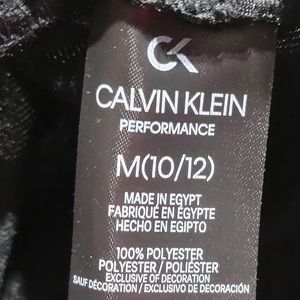 CK
CALVIN KLEIN
PERFORMANCE
M(10/12)
MADE IN EGYPT
FABRIQUÉ EN ÉGYPTE
HECHO EN EGIPTO
100% POLYESTER
POLYESTER / POLIÉSTER
EXCLUSIVE OF DECORATION
SAUF DÉCORATION / EXCLUSIVO DE DECORACIÓN